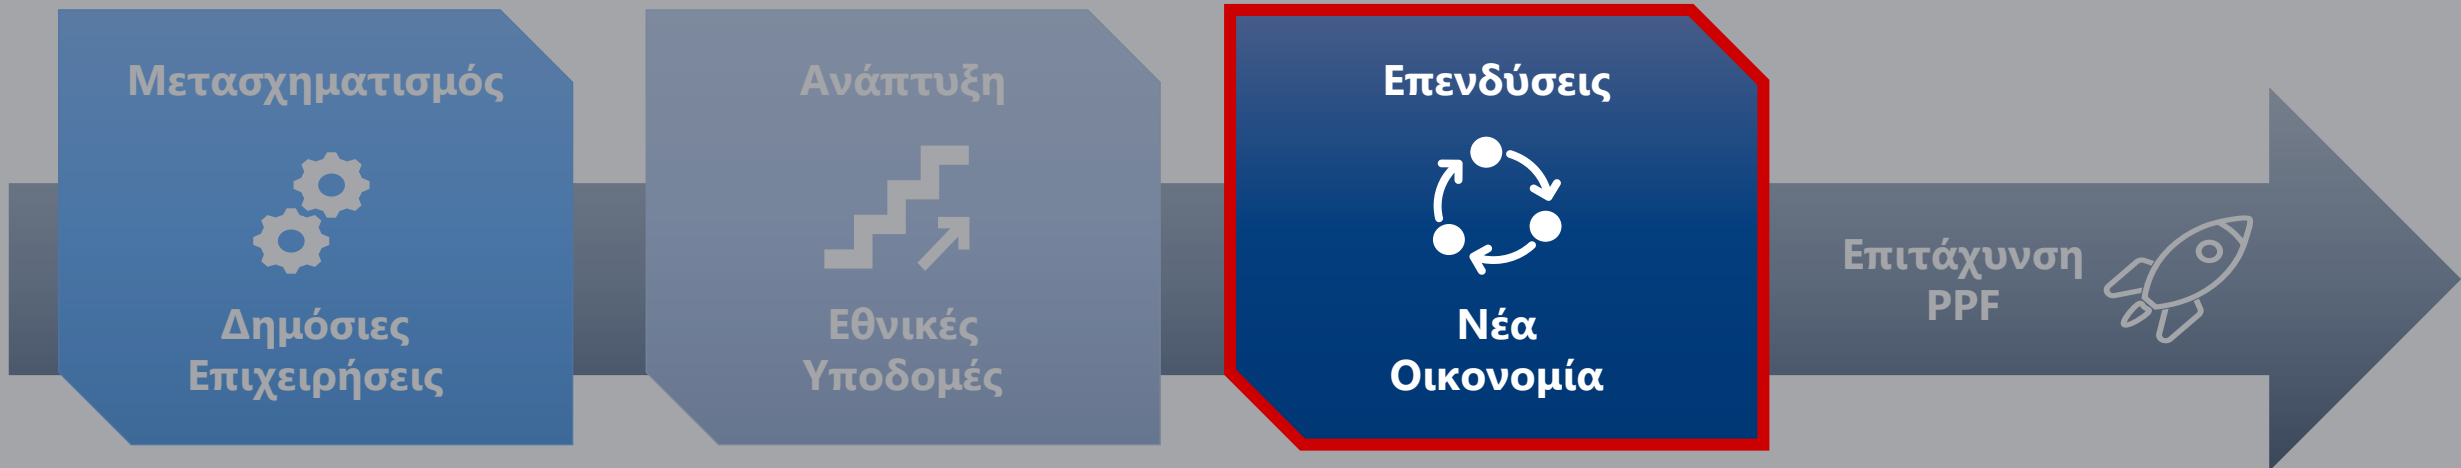 Μετασχηματισμός
Δημόσιες
Επιχειρήσεις
Ανάπτυξη
Εθνικές
Υποδομές
Επενδύσεις
Νέα
Οικονομία
Επιτάχυνση
PPF